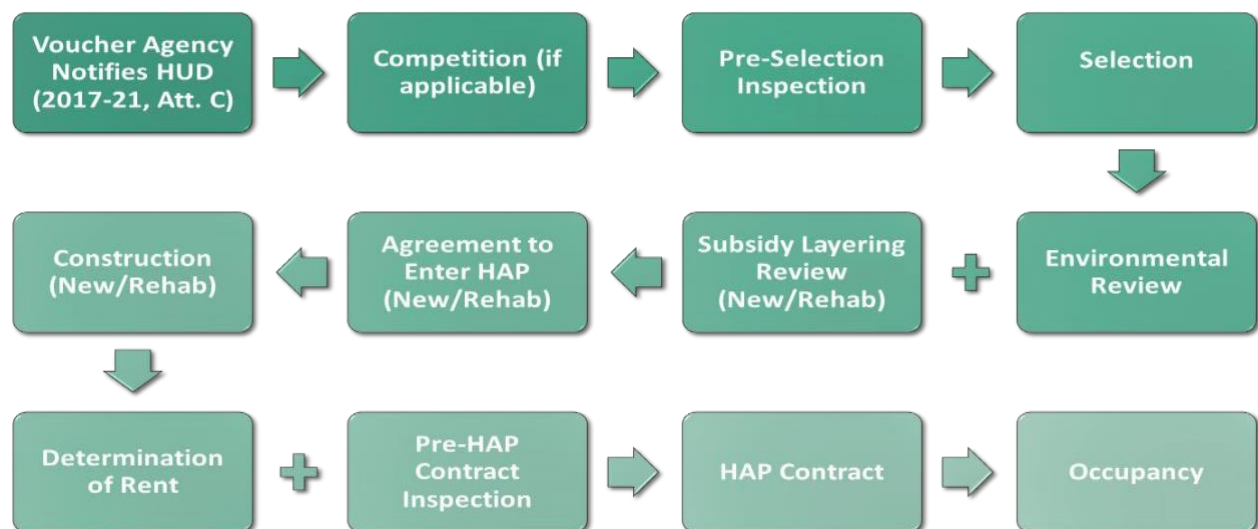 Voucher Agency
Notifies HUD
(2017-21, Att. C)
Competition (if
applicable)
Pre-Selection
Inspection
Selection
Environmental
Review
Subsidy Layering
Review
(New/Rehab)
Agreement to
Enter HAP
(New/Rehab)
Construction
(New/Rehab)
Determination
of Rent
Pre-HAP
Contract
Inspection
HAP Contract
Occupancy